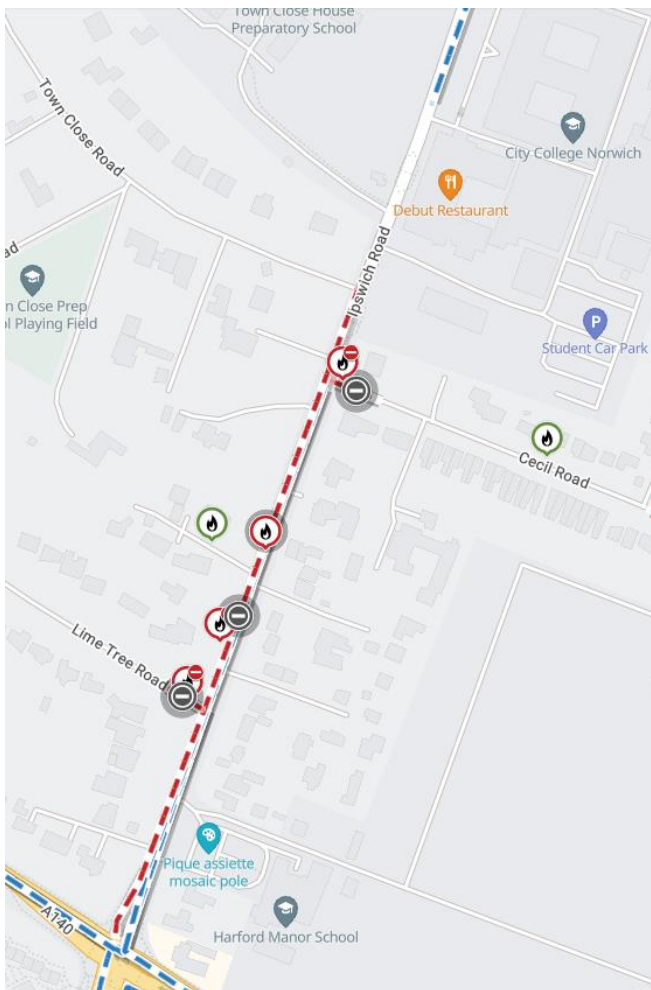 Town Close House
Preparatory School
Town Close Road
City College Norwich
Debut Restaurant
Ipswich Road
n Close Prep
ol Playing Field
P
Student Car Park
Cecil Road
Lime Tree Road
Pique assiette
mosaic pole
A140
Harford Manor School